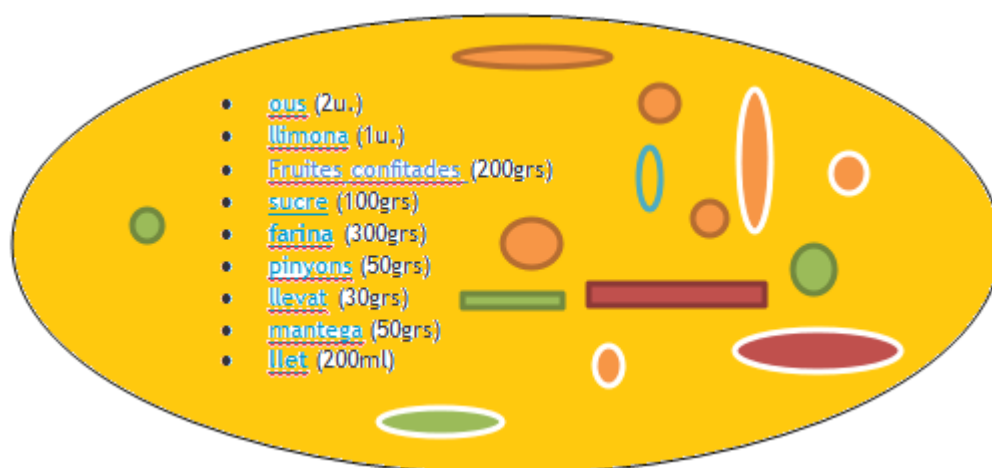 • ous (2u.)
• llimona (1u.)
• Fruites confitades (200grs)
• sucre (100grs)
• farina (300grs)
• pinyons (50grs)
• llevat (30grs)
• mantega (50grs)
• llet (200ml)